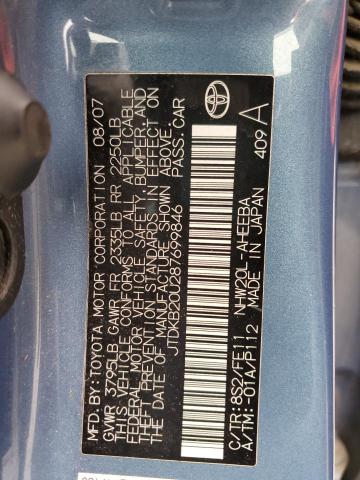 MFD. BY: TOYOTA MOTOR CORPORATION 08/07
GVWR 3795LB GAWR FR 2335LB RR 2250LB
THIS VEHICLE CONFORMS TO ALL APPLICABLE
FEDERAL MOTOR VEHICLE SAFETY, BUMPER, AND
THEFT PREVENTION STANDARDS IN EFFECT ON
THE DATE OF MANUFACTURE SHOWN ABOVE.
JTDKB20U287699846 PASS. CAR
C/TR: 8S2/FE11 NHW20L-AHEEBA 409 A
A/TM: -01A/P112 MADE IN JAPAN